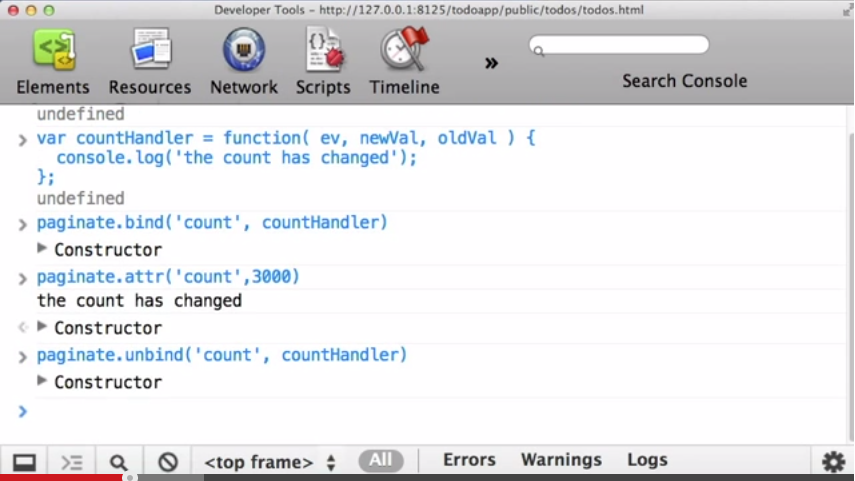 Developer Tools - http://127.0.0.1:8125/todoapp/public/todos/todos.html
Elements Resources Network Scripts Timeline » Search Console
undefined
var countHandler = function( ev, newVal, oldVal ) {
console.log('the count has changed');
};
undefined
paginate.bind('count', countHandler)
Constructor
paginate.attr('count',3000)
the count has changed
Constructor
paginate.unbind('count', countHandler)
Constructor
<top frame> All Errors Warnings Logs